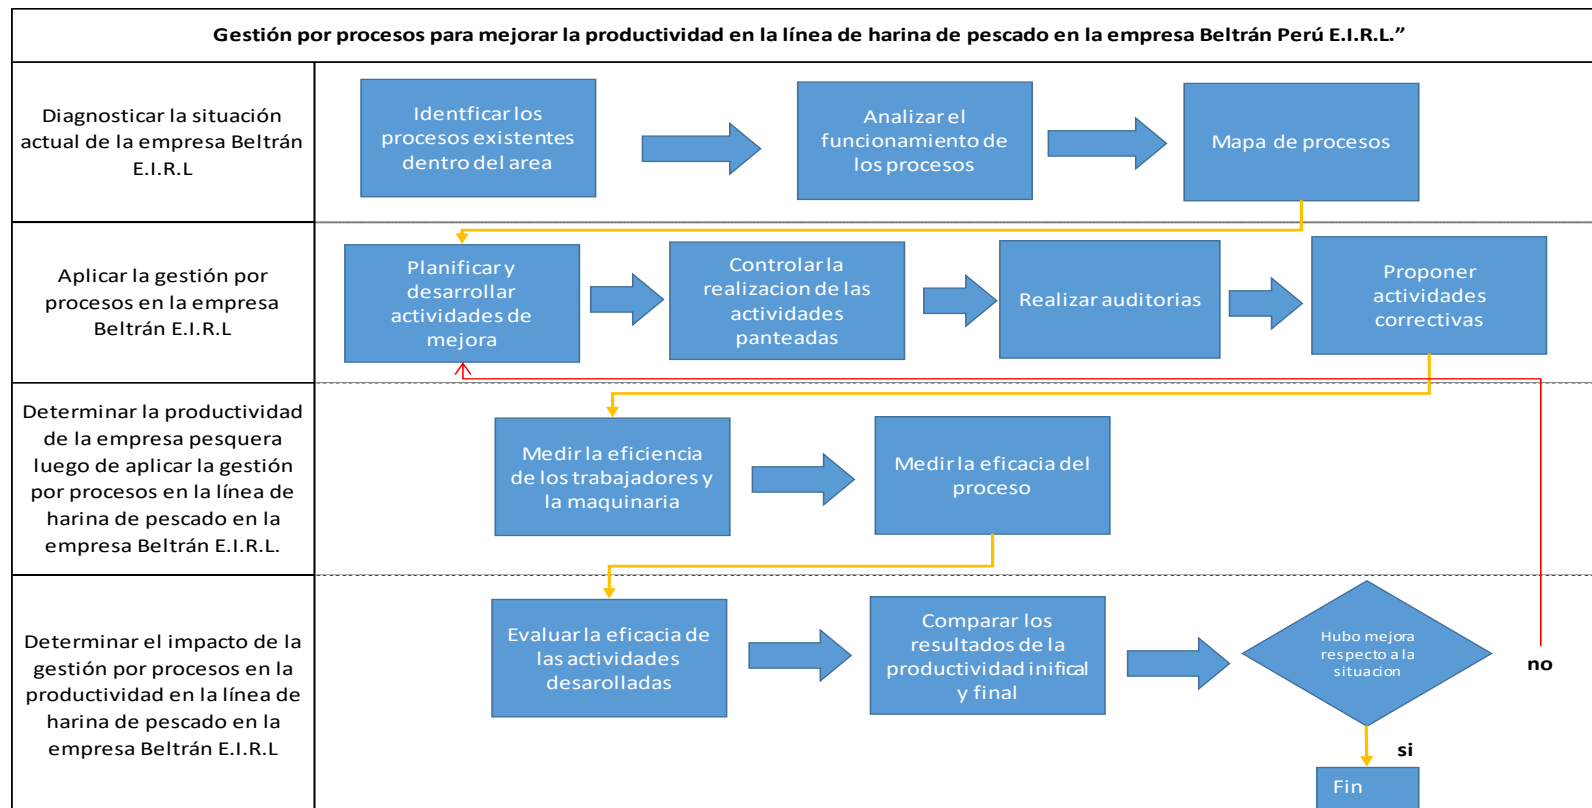 Gestión por procesos para mejorar la productividad en la línea de harina de pescado en la empresa Beltrán Perú E.I.R.L.”
Diagnosticar la situación
actual de la empresa Beltrán
E.I.R.L
Identficar los
procesos existentes
dentro del area
Analizar el
funcionamiento de
los procesos
Mapa de procesos
Aplicar la gestión por
procesos en la empresa
Beltrán E.I.R.L
Planificar y
desarrollar
actividades de
mejora
Controlar la
realizacion de las
actividades
panteadas
Realizar auditorias
Proponer
actividades
correctivas
Determinar la productividad
de la empresa pesquera
luego de aplicar la gestión
por procesos en la línea de
harina de pescado en la
empresa Beltrán E.I.R.L.
Medir la eficiencia
de los trabajadores y
la maquinaria
Medir la eficacia del
proceso
Determinar el impacto de la
gestión por procesos en la
productividad en la línea de
harina de pescado en la
empresa Beltrán E.I.R.L
Evaluar la eficacia de
las actividades
desarolladas
Comparar los
resultados de la
productividad inifical
y final
Hubo mejora
respecto a la
situacion
no
si
Fin